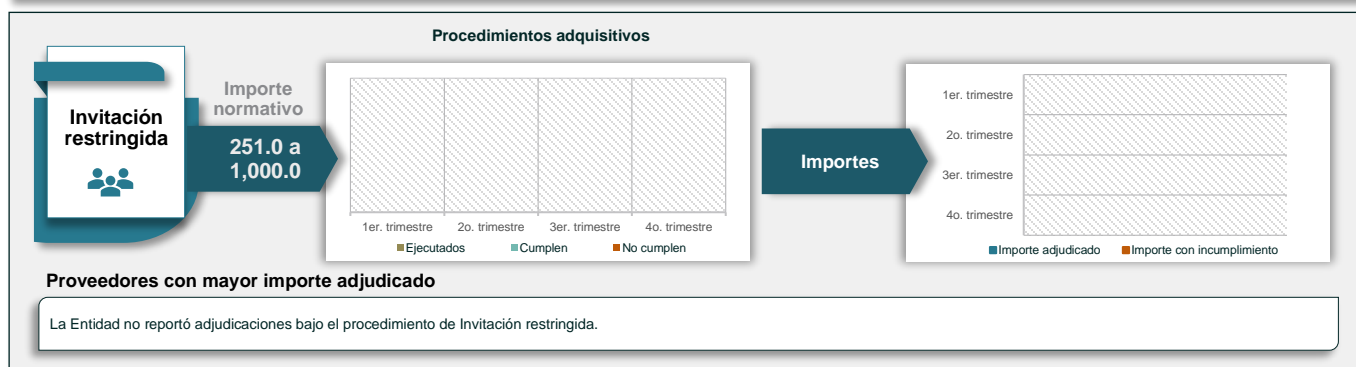 Procedimientos adquisitivos
Invitación
restringida
Importe
normativo
251.0 a
1,000.0
1er. trimestre 2o. trimestre 3er. trimestre 4o. trimestre
Ejecutados Cumplen No cumplen
Importes
1er. trimestre
2o. trimestre
3er. trimestre
4o. trimestre
Importe adjudicado Importe con incumplimiento
Proveedores con mayor importe adjudicado
La Entidad no reportó adjudicaciones bajo el procedimiento de Invitación restringida.